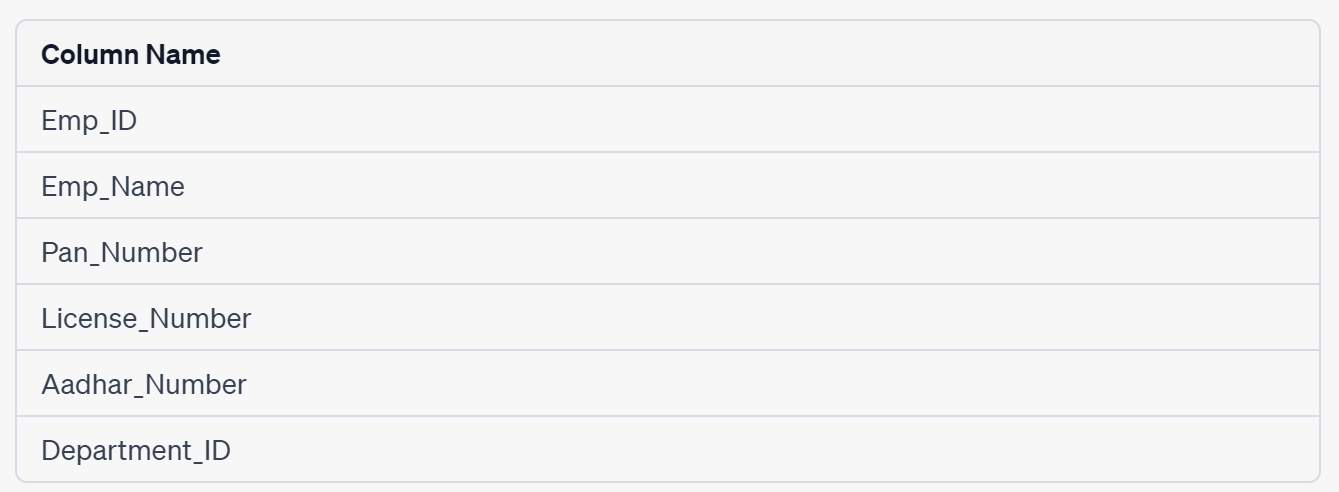 Column Name
Emp_ID
Emp_Name
Pan_Number
License_Number
Aadhar_Number
Department_ID